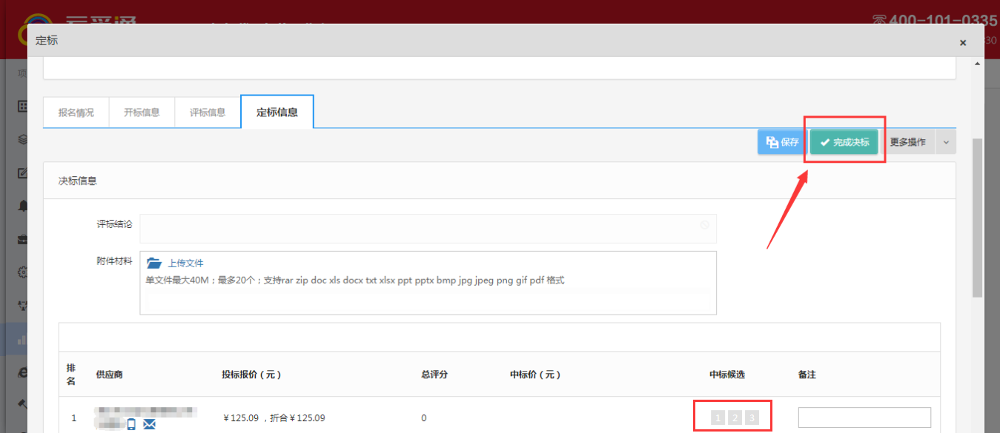 400-101-0335
定标
×
30
项
报名情况 开标信息 评标信息 定标信息
保存 完成决标 更多操作
决标信息
评标结论
附件材料 上传文件
单文件最大40M；最多20个；支持rar zip doc xls docx txt xlsx ppt pptx bmp jpg jpeg png gif pdf 格式
排名 供应商 投标报价（元） 总评分 中标价（元） 中标候选 备注
1 ￥125.09 ，折合￥125.09 0 1 2 3